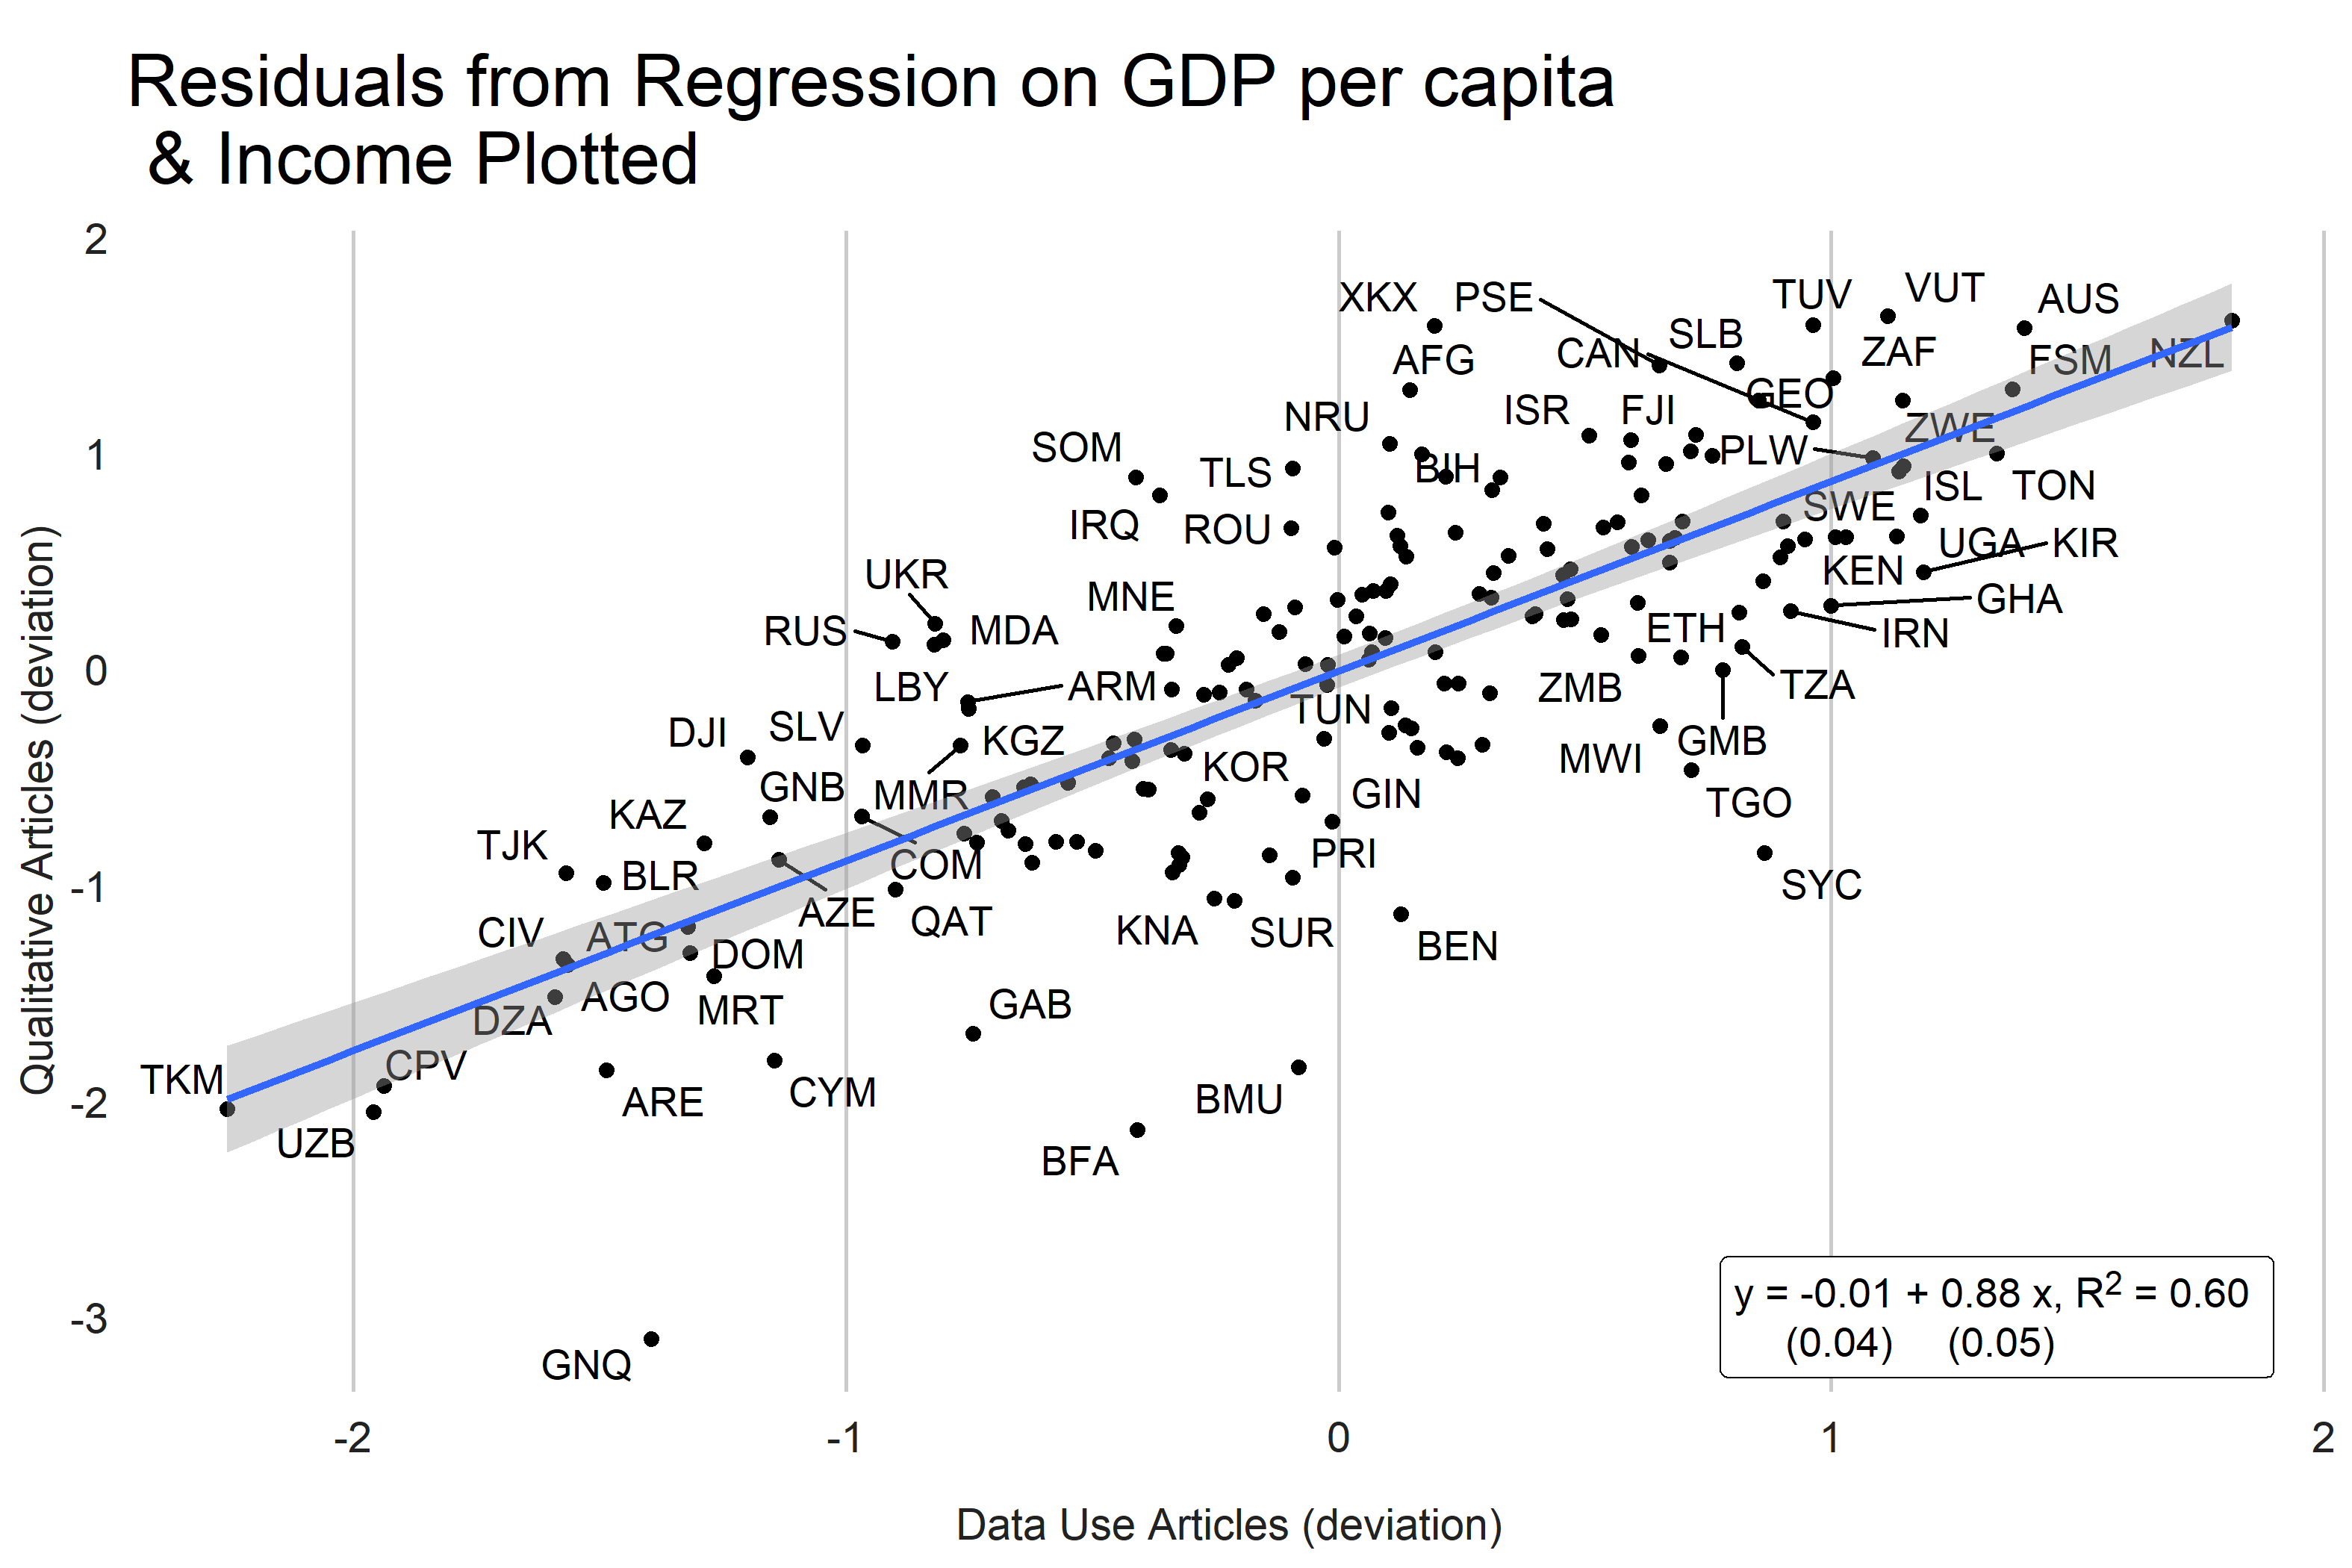 Residuals from Regression on GDP per capita
& Income Plotted
2
1
0
-1
-2
-3
Qualitative Articles (deviation)
XKX
PSE
TUV
VUT
AUS
AFG
CAN
SLB
ZAF
FSM
NZL
GEO
NRU
ISR
FJI
ZWE
SOM
TLS
BIH
PLW
IRQ
ROU
SWE
ISL
TON
UGA
KIR
UKR
MNE
KEN
GHA
RUS
MDA
ETH
IRN
LBY
ARM
ZMB
TZA
TUN
DJI
SLV
KGZ
KOR
MWI
GMB
GNB
MMR
GIN
TGO
KAZ
TJK
BLR
COM
PRI
SYC
AZE
QAT
CIV
ATG
KNA
SUR
BEN
DOM
AGO
MRT
GAB
DZA
CPV
TKM
ARE
CYM
BMU
UZB
BFA
GNQ
y = -0.01 + 0.88 x, R2 = 0.60
(0.04) (0.05)
-2 -1 0 1 2
Data Use Articles (deviation)